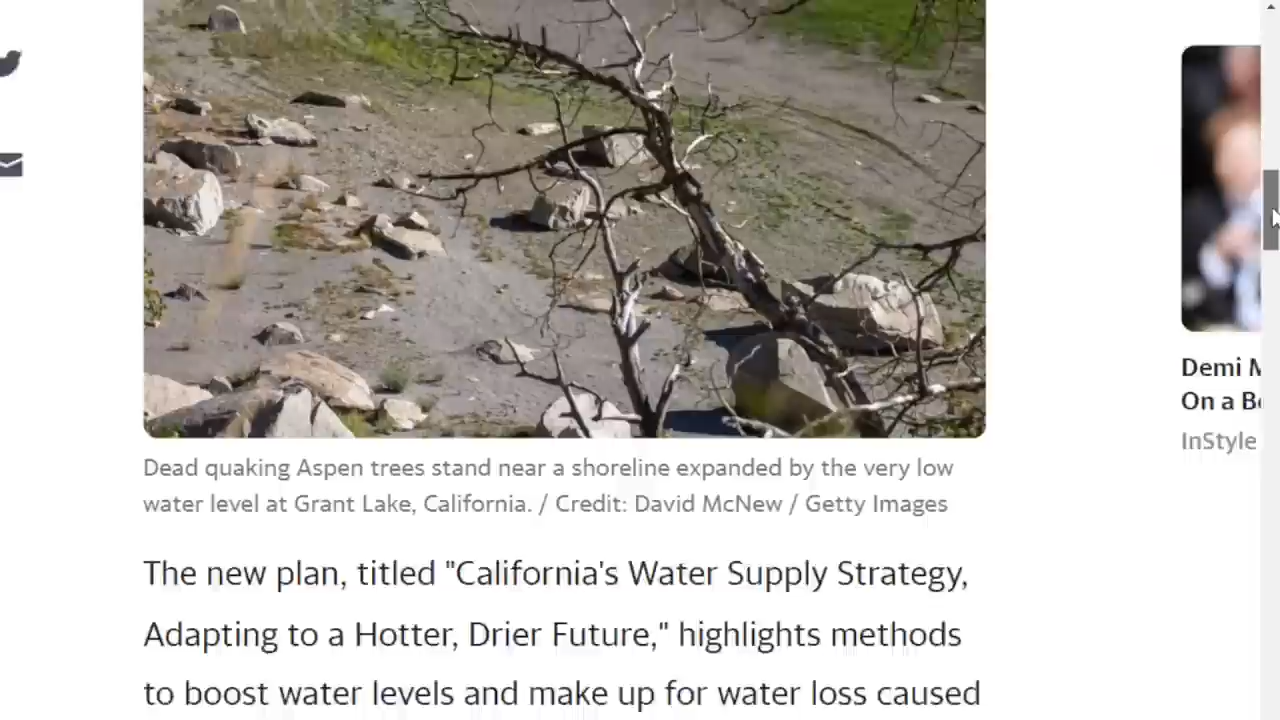 Dead quaking Aspen trees stand near a shoreline expanded by the very low
water level at Grant Lake, California. / Credit: David McNew / Getty Images
The new plan, titled "California's Water Supply Strategy,
Adapting to a Hotter, Drier Future," highlights methods
to boost water levels and make up for water loss caused
Demi
On a
InStyle